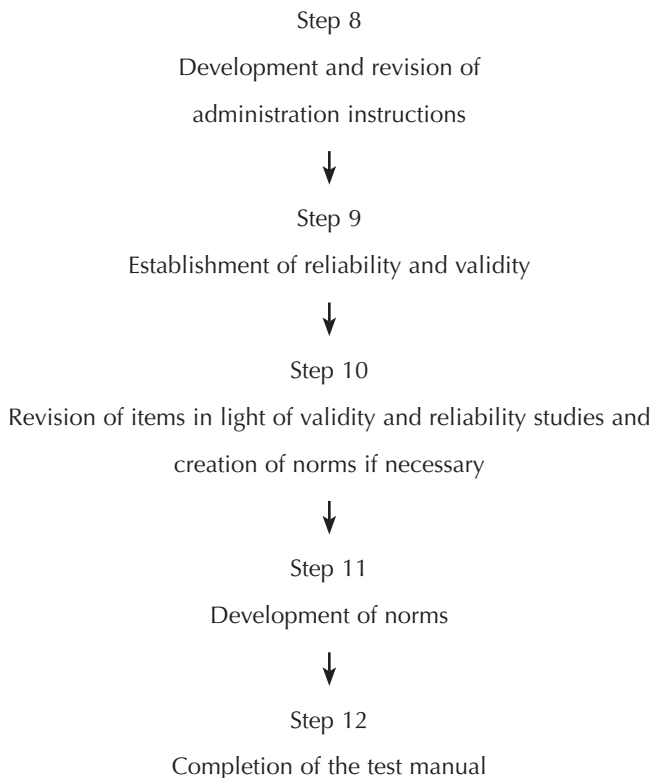 Step 8
Development and revision of
administration instructions
Step 9
Establishment of reliability and validity
Step 10
Revision of items in light of validity and reliability studies and
creation of norms if necessary
Step 11
Development of norms
Step 12
Completion of the test manual